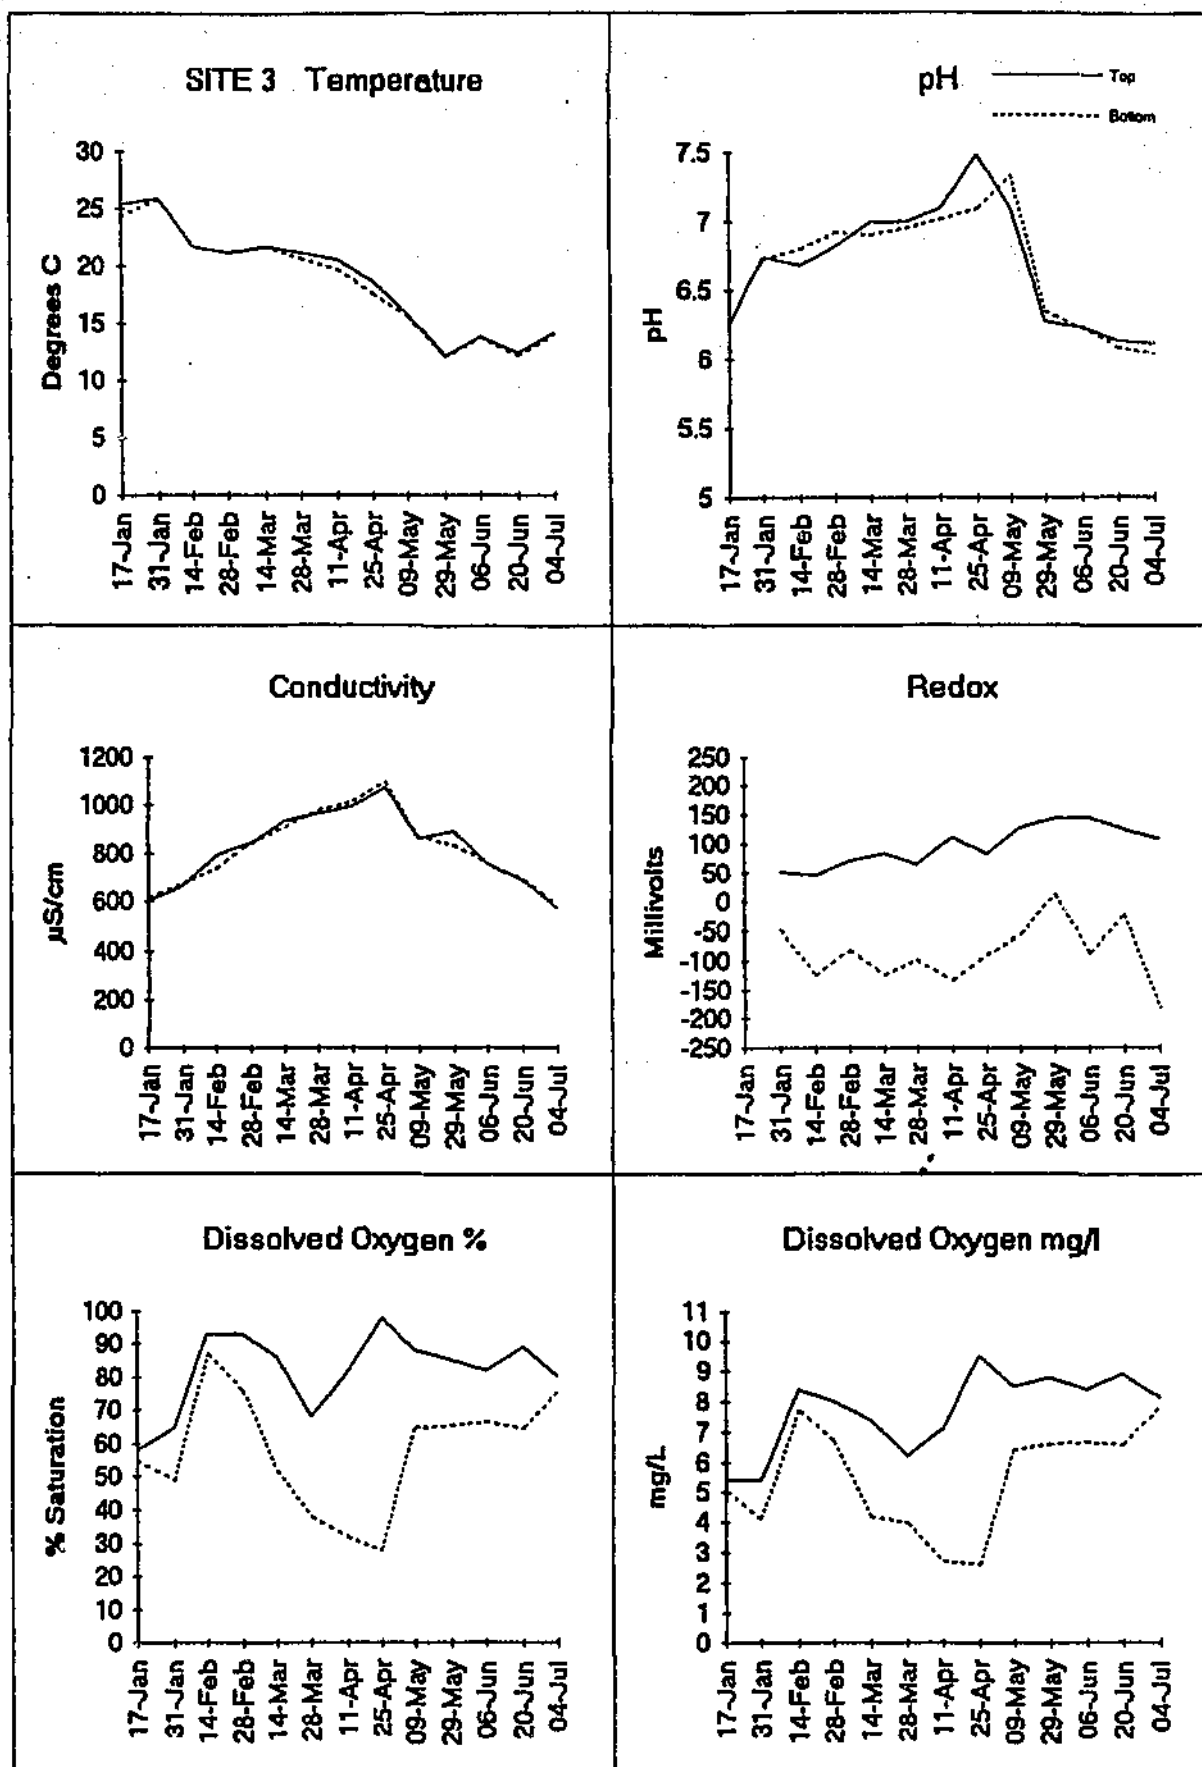 SITE 3 Temperature
30
25
20
15
10
5
0
Degrees C
17-Jan
31-Jan
14-Feb
28-Feb
14-Mar
28-Mar
11-Apr
25-Apr
09-May
29-May
06-Jun
20-Jun
04-Jul
pH
Top
Bottom
7.5
7
6.5
6
5.5
5
pH
17-Jan
31-Jan
14-Feb
28-Feb
14-Mar
28-Mar
11-Apr
25-Apr
09-May
29-May
06-Jun
20-Jun
04-Jul
Conductivity
1200
1000
800
600
400
200
0
µS/cm
17-Jan
31-Jan
14-Feb
28-Feb
14-Mar
28-Mar
11-Apr
25-Apr
09-May
29-May
06-Jun
20-Jun
04-Jul
Redox
250
200
150
100
50
0
-50
-100
-150
-200
-250
Millivolts
17-Jan
31-Jan
14-Feb
28-Feb
14-Mar
28-Mar
11-Apr
25-Apr
09-May
29-May
06-Jun
20-Jun
04-Jul
Dissolved Oxygen %
100
90
80
70
60
50
40
30
20
10
0
% Saturation
17-Jan
31-Jan
14-Feb
28-Feb
14-Mar
28-Mar
11-Apr
25-Apr
09-May
29-May
06-Jun
20-Jun
04-Jul
Dissolved Oxygen mg/l
11
10
9
8
7
6
5
4
3
2
1
0
mg/L
17-Jan
31-Jan
14-Feb
28-Feb
14-Mar
28-Mar
11-Apr
25-Apr
09-May
29-May
06-Jun
20-Jun
04-Jul